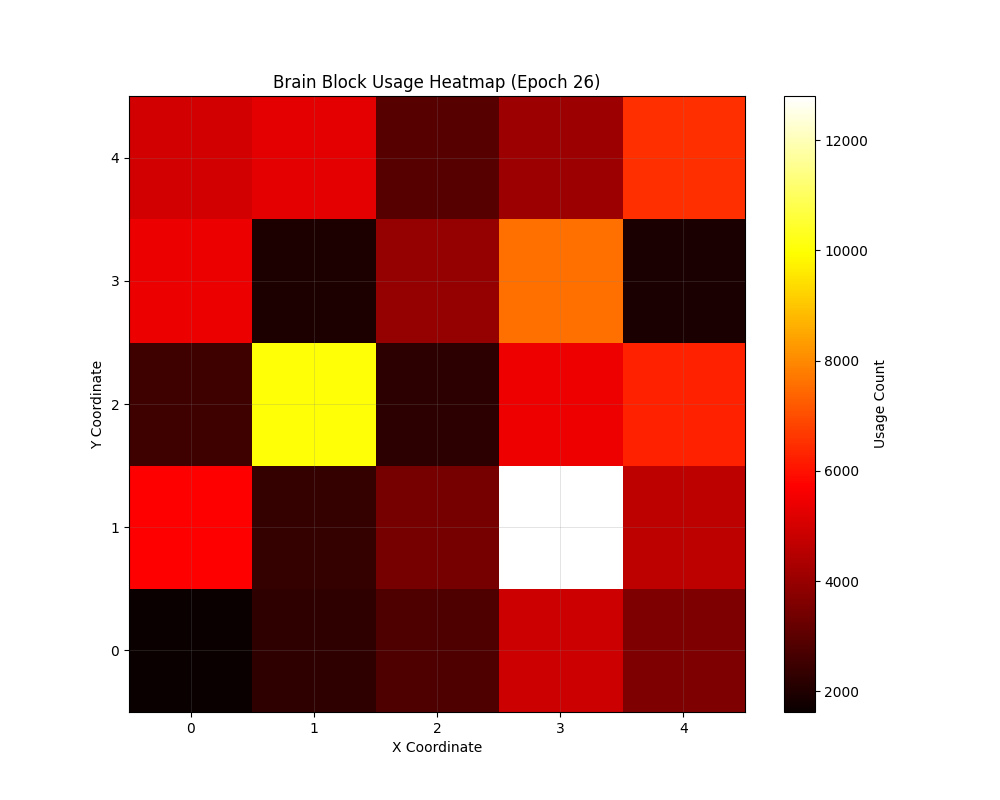 Brain Block Usage Heatmap (Epoch 26)
4
3
2
1
0
Y Coordinate
0 1 2 3 4
X Coordinate
12000
10000
8000
6000
4000
2000
Usage Count